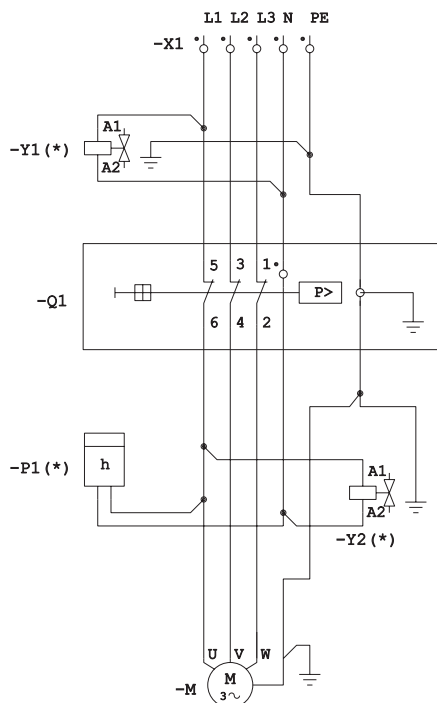 L1 L2 L3 N PE
-X1
A1
-Y1(*)
A2
5 3 1
-Q1
P>
6 4 2
-P1(*)
h
A1
A2
-Y2(*)
U V W
-M
M
3~